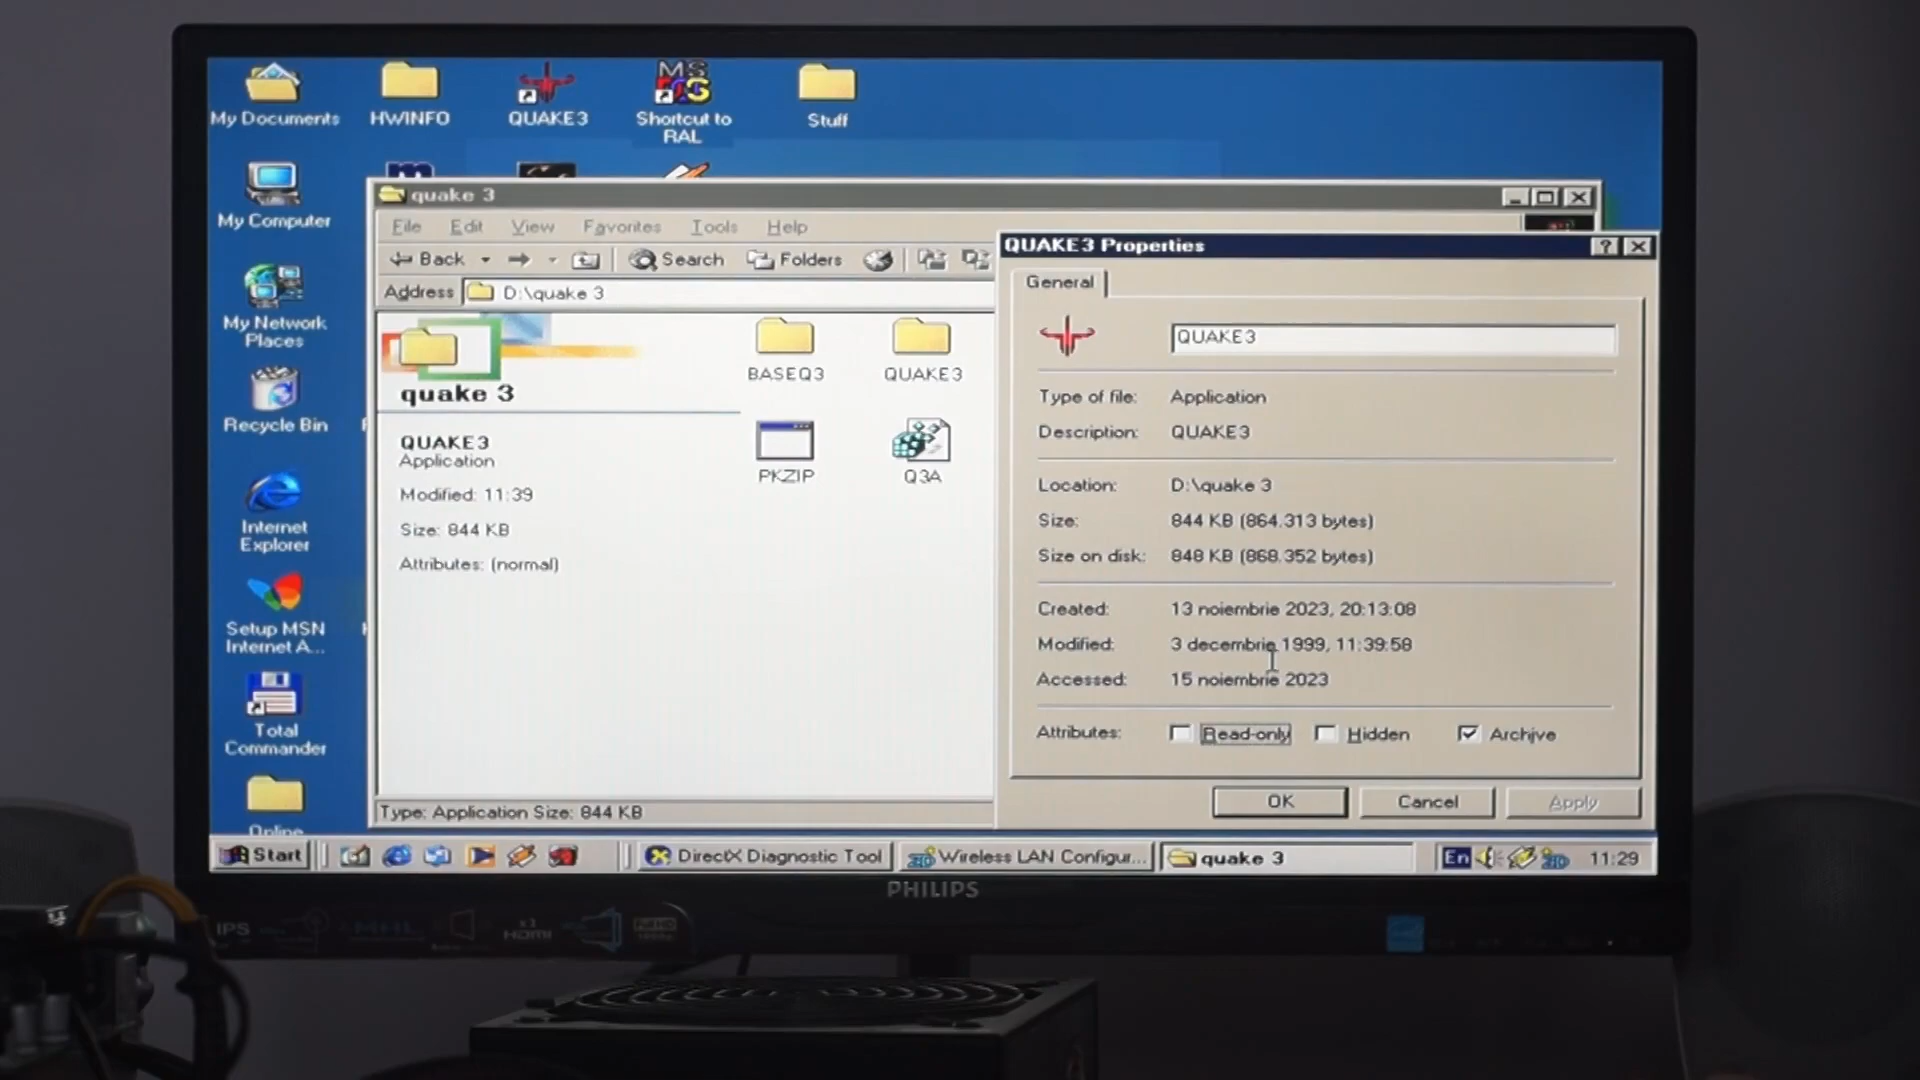 My Documents
HWINFO
QUAKE3
MS
Shortcut to
RAL
Stuff
My Computer
My Network
Places
Recycle Bin
Internet
Explorer
Setup MSN
Internet A...
Total
Commander
Online
quake 3
File Edit View Favorites Tools Help
Back Search Folders
Address D:\quake 3
quake 3
QUAKE3
Application
Modified: 11:39
Size: 844 KB
Attributes: (normal)
BASEQ3
QUAKE3
PKZIP
Q3A
Type: Application Size: 844 KB
QUAKE3 Properties
General
QUAKE3
Type of file: Application
Description: QUAKE3
Location: D:\quake 3
Size: 844 KB (864.313 bytes)
Size on disk: 848 KB (868.352 bytes)
Created: 13 noiembrie 2023, 20:13:08
Modified: 3 decembrie 1999, 11:39:58
Accessed: 15 noiembrie 2023
Attributes: Read-only Hidden Archive
OK Cancel Apply
Start DirectX Diagnostic Tool Wireless LAN Configur... quake 3 En 11:29
PHILIPS
IPS MHL x1 HDMI